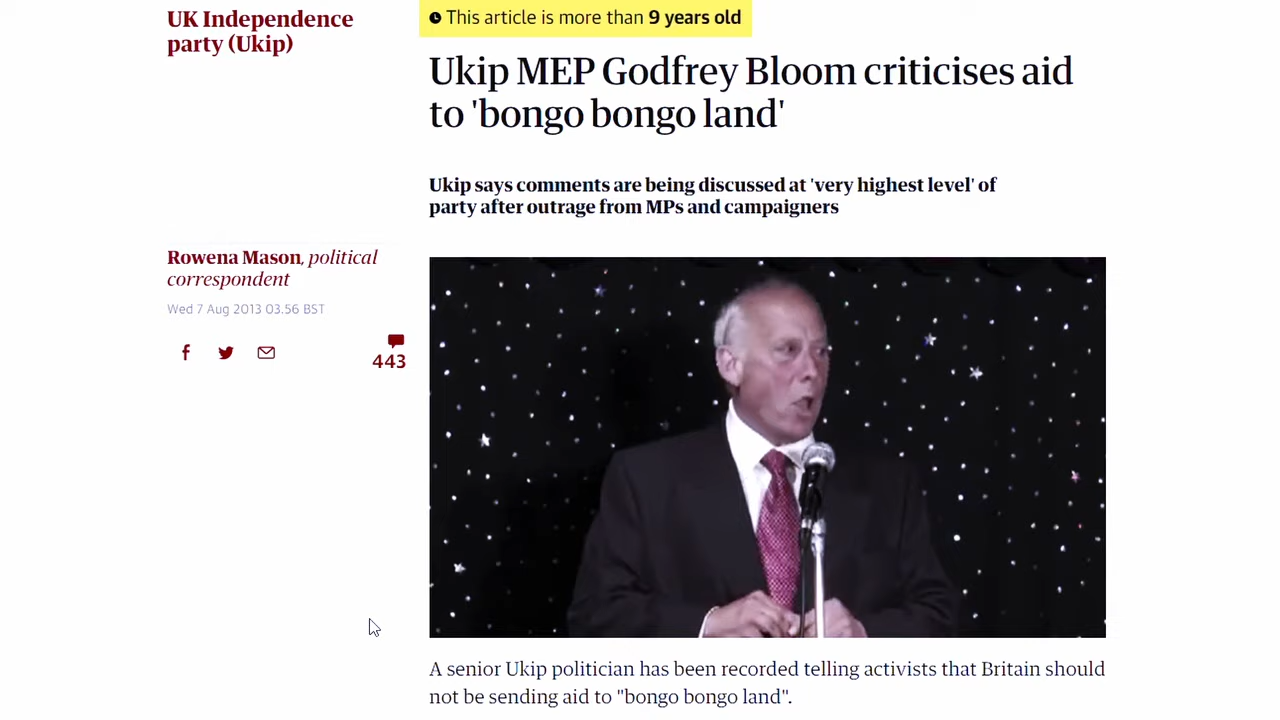 This article is more than 9 years old
UK Independence
party (Ukip)
Ukip MEP Godfrey Bloom criticises aid
to 'bongo bongo land'
Ukip says comments are being discussed at 'very highest level' of
party after outrage from MPs and campaigners
Rowena Mason, political
correspondent
Wed 7 Aug 2013 03.56 BST
443
A senior Ukip politician has been recorded telling activists that Britain should
not be sending aid to "bongo bongo land".